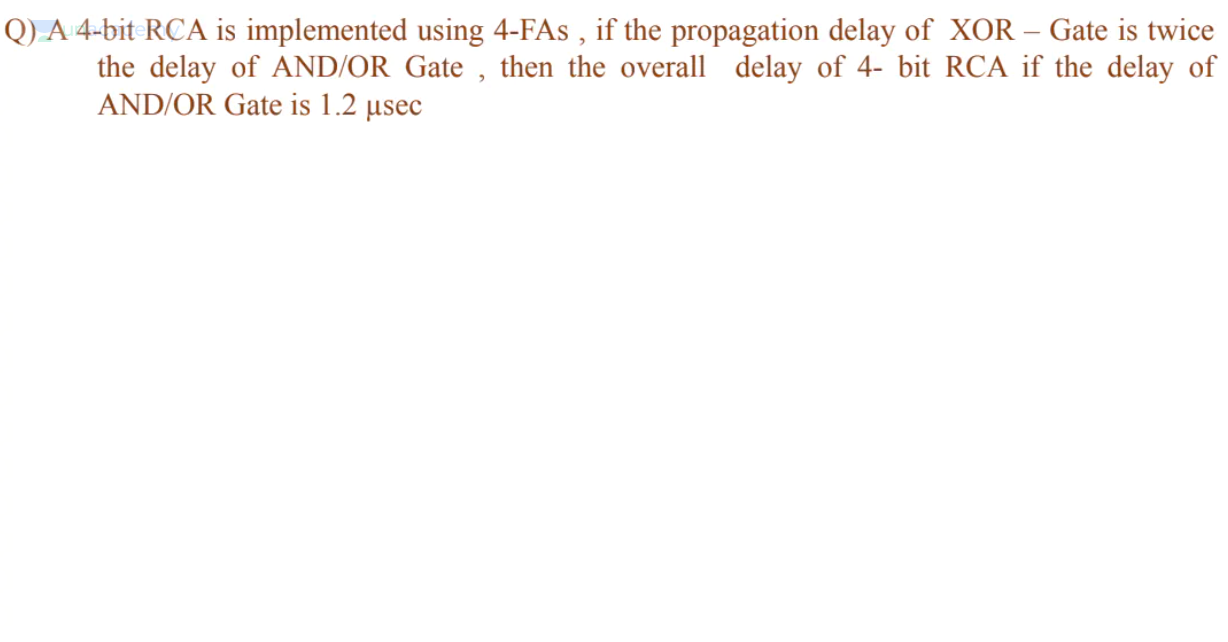 Q) A 4-bit RCA is implemented using 4-FAs , if the propagation delay of XOR – Gate is twice
the delay of AND/OR Gate , then the overall delay of 4- bit RCA if the delay of
AND/OR Gate is 1.2 μsec